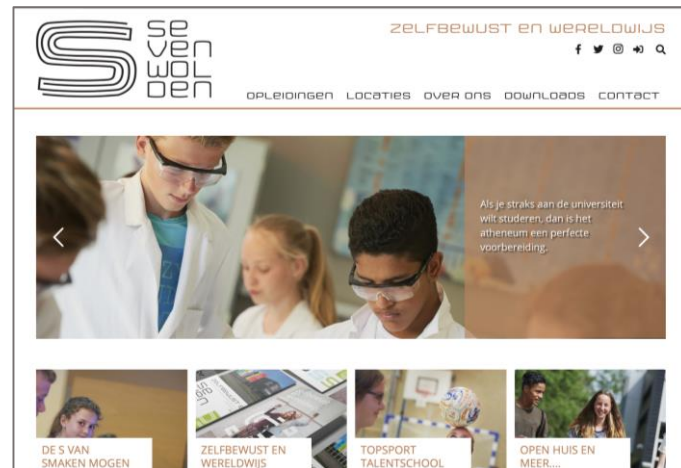 SE
VEN
WOL
DEN
ZELFBEWUST EN WERELDWIJS
OPLEIDINGEN LOCATIES OVER ONS DOWNLOADS CONTACT
Als je straks aan de universiteit
wilt studeren, dan is het
atheneum een perfecte
voorbereiding.
DE S VAN
SMAKEN MOGEN
ZELFBEWUST EN
WERELDWIJS
TOPSPORT
TALENTSCHOOL
OPEN HUIS EN
MEER....